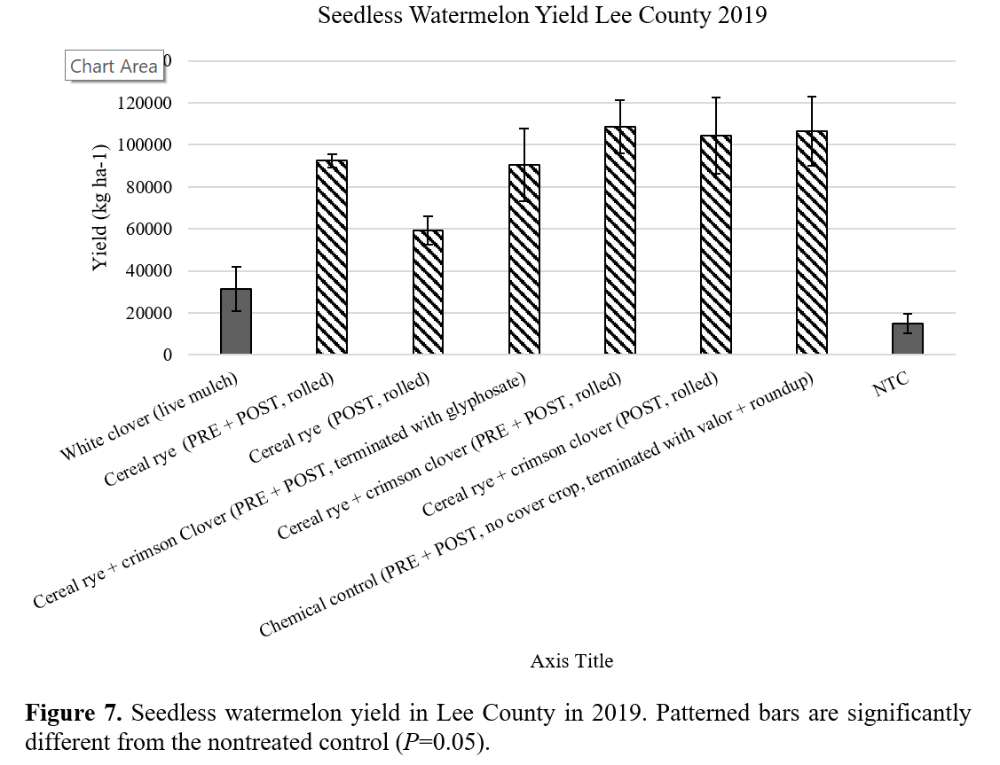 Seedless Watermelon Yield Lee County 2019
Chart Area
0
120000
100000
80000
60000
40000
20000
0
Yield (kg ha-1)
White clover (live mulch)
Cereal rye (PRE + POST, rolled)
Cereal rye (POST, rolled)
Cereal rye + crimson Clover (PRE + POST, terminated with glyphosate)
Cereal rye + crimson clover (PRE + POST, rolled)
Cereal rye + crimson clover (POST, rolled)
Chemical control (PRE + POST, no cover crop, terminated with valor + roundup)
NTC
Axis Title
Figure 7. Seedless watermelon yield in Lee County in 2019. Patterned bars are significantly
different from the nontreated control (P=0.05).